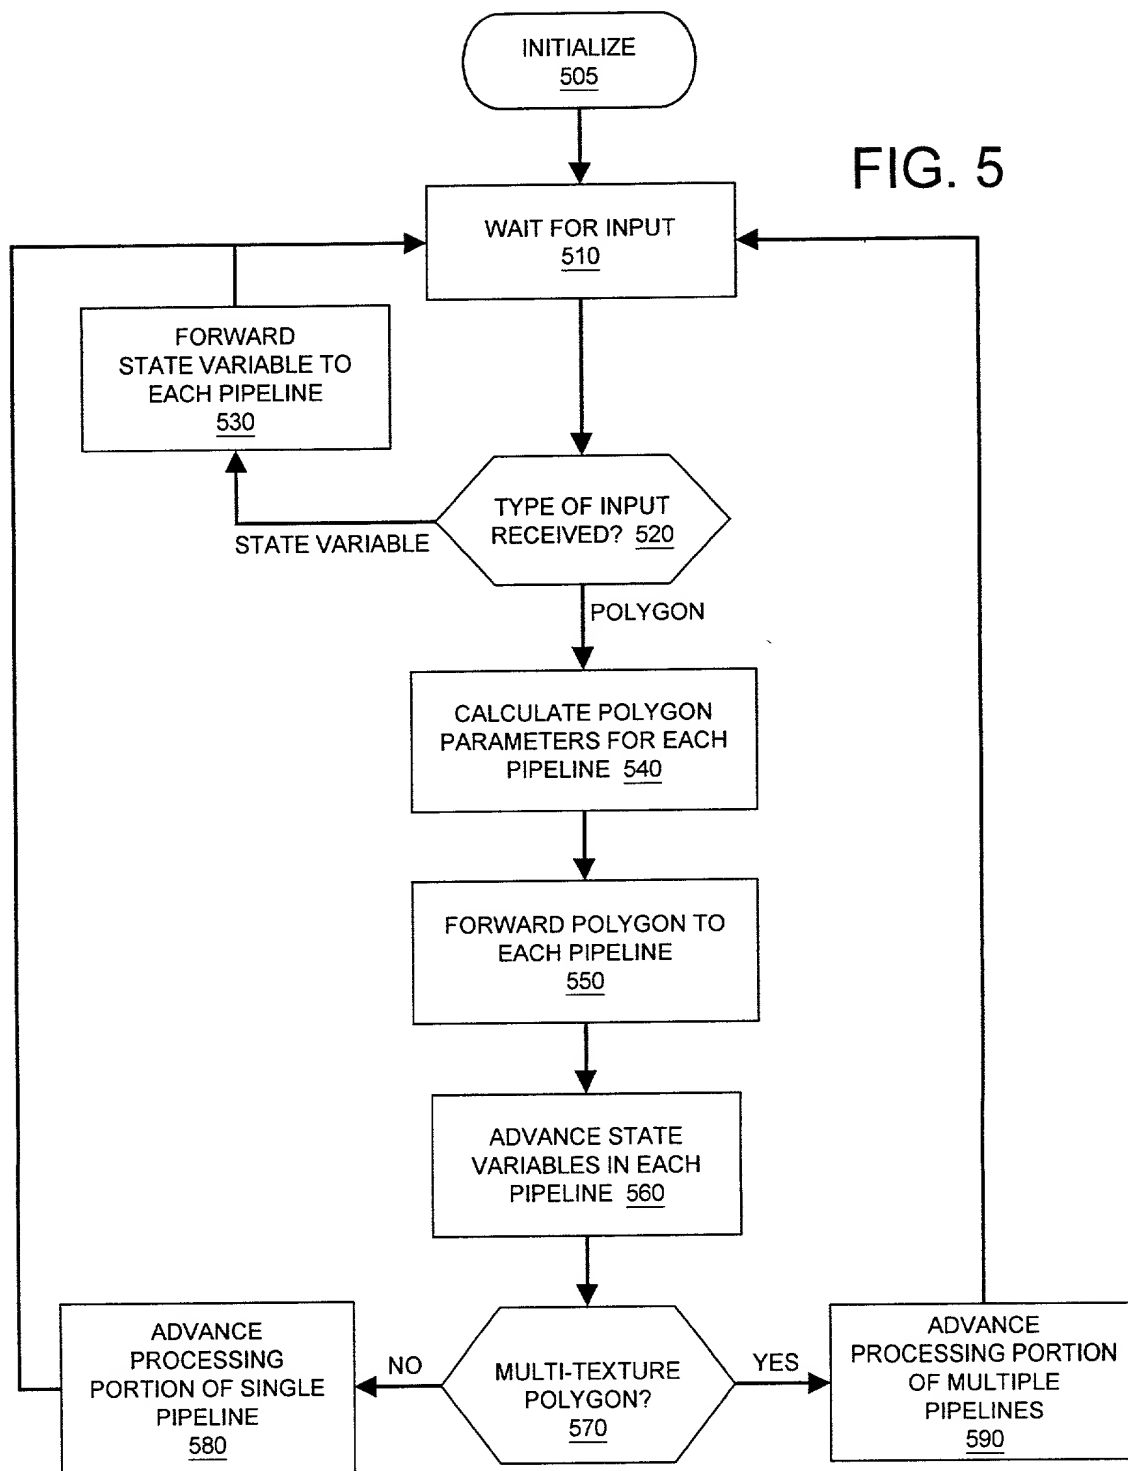 INITIALIZE
505
FIG. 5
WAIT FOR INPUT
510
FORWARD
STATE VARIABLE TO
EACH PIPELINE
530
TYPE OF INPUT
RECEIVED? 520
STATE VARIABLE
POLYGON
CALCULATE POLYGON
PARAMETERS FOR EACH
PIPELINE 540
FORWARD POLYGON TO
EACH PIPELINE
550
ADVANCE STATE
VARIABLES IN EACH
PIPELINE 560
ADVANCE
PROCESSING
PORTION OF SINGLE
PIPELINE
580
NO
MULTI-TEXTURE
POLYGON?
570
YES
ADVANCE
PROCESSING PORTION
OF MULTIPLE
PIPELINES
590